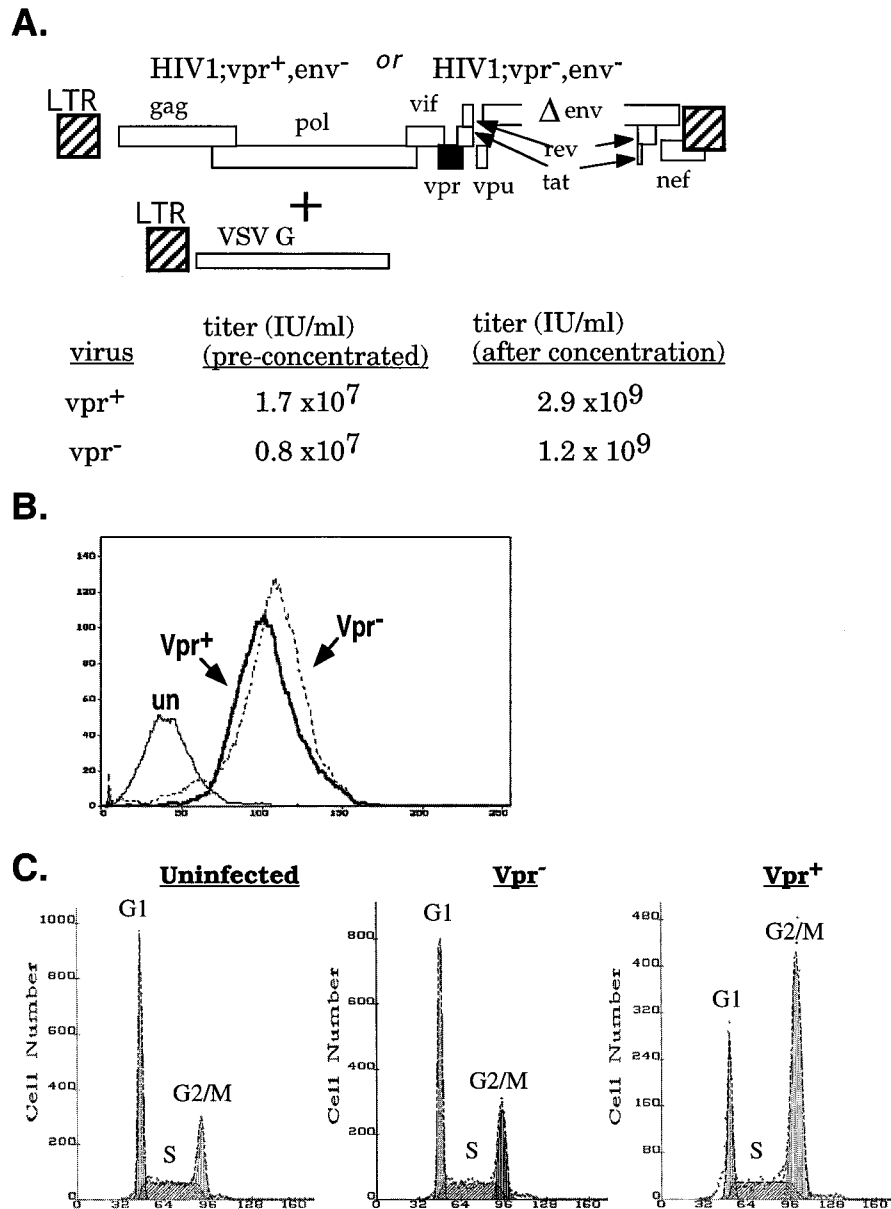 A.
HIV1;vpr+,env- or HIV1;vpr-,env-
LTR
gag
pol
vif
Δ env
rev
tat
vpr
vpu
nef
+
LTR
VSV G
virus
titer (IU/ml)
(pre-concentrated)
titer (IU/ml)
(after concentration)
vpr+ 1.7 x10^7 2.9 x10^9
vpr- 0.8 x10^7 1.2 x 10^9
B.
140
120
100
80
60
40
20
0
Vpr+
Vpr-
un
0 50 100 150 200 250
C.
Uninfected
Cell Number
1000
800
600
400
200
0
G1
S
G2/M
0 32 64 96 128 160
Vpr-
Cell Number
800
600
400
200
0
G1
S
G2/M
0 32 64 96 128 160
Vpr+
Cell Number
480
400
320
240
160
80
0
G1
S
G2/M
0 32 64 96 128 160